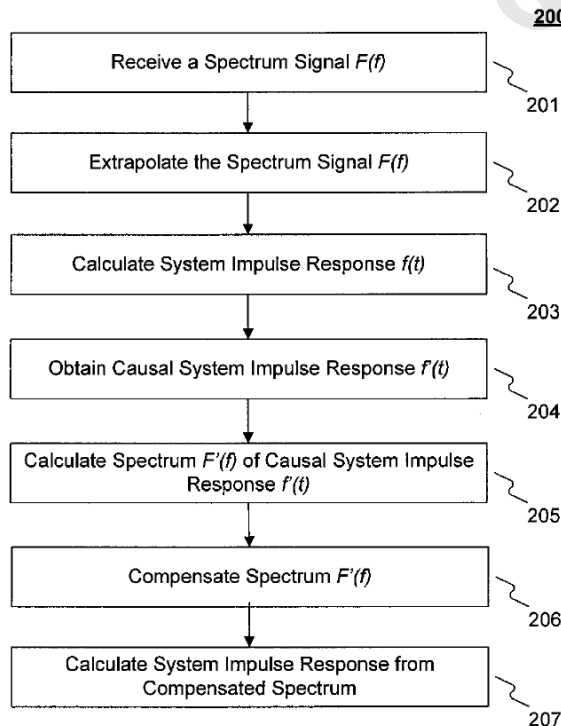 200
Receive a Spectrum Signal F(f)
201
Extrapolate the Spectrum Signal F(f)
202
Calculate System Impulse Response f(t)
203
Obtain Causal System Impulse Response f'(t)
204
Calculate Spectrum F'(f) of Causal System Impulse
Response f'(t)
205
Compensate Spectrum F'(f)
206
Calculate System Impulse Response from
Compensated Spectrum
207